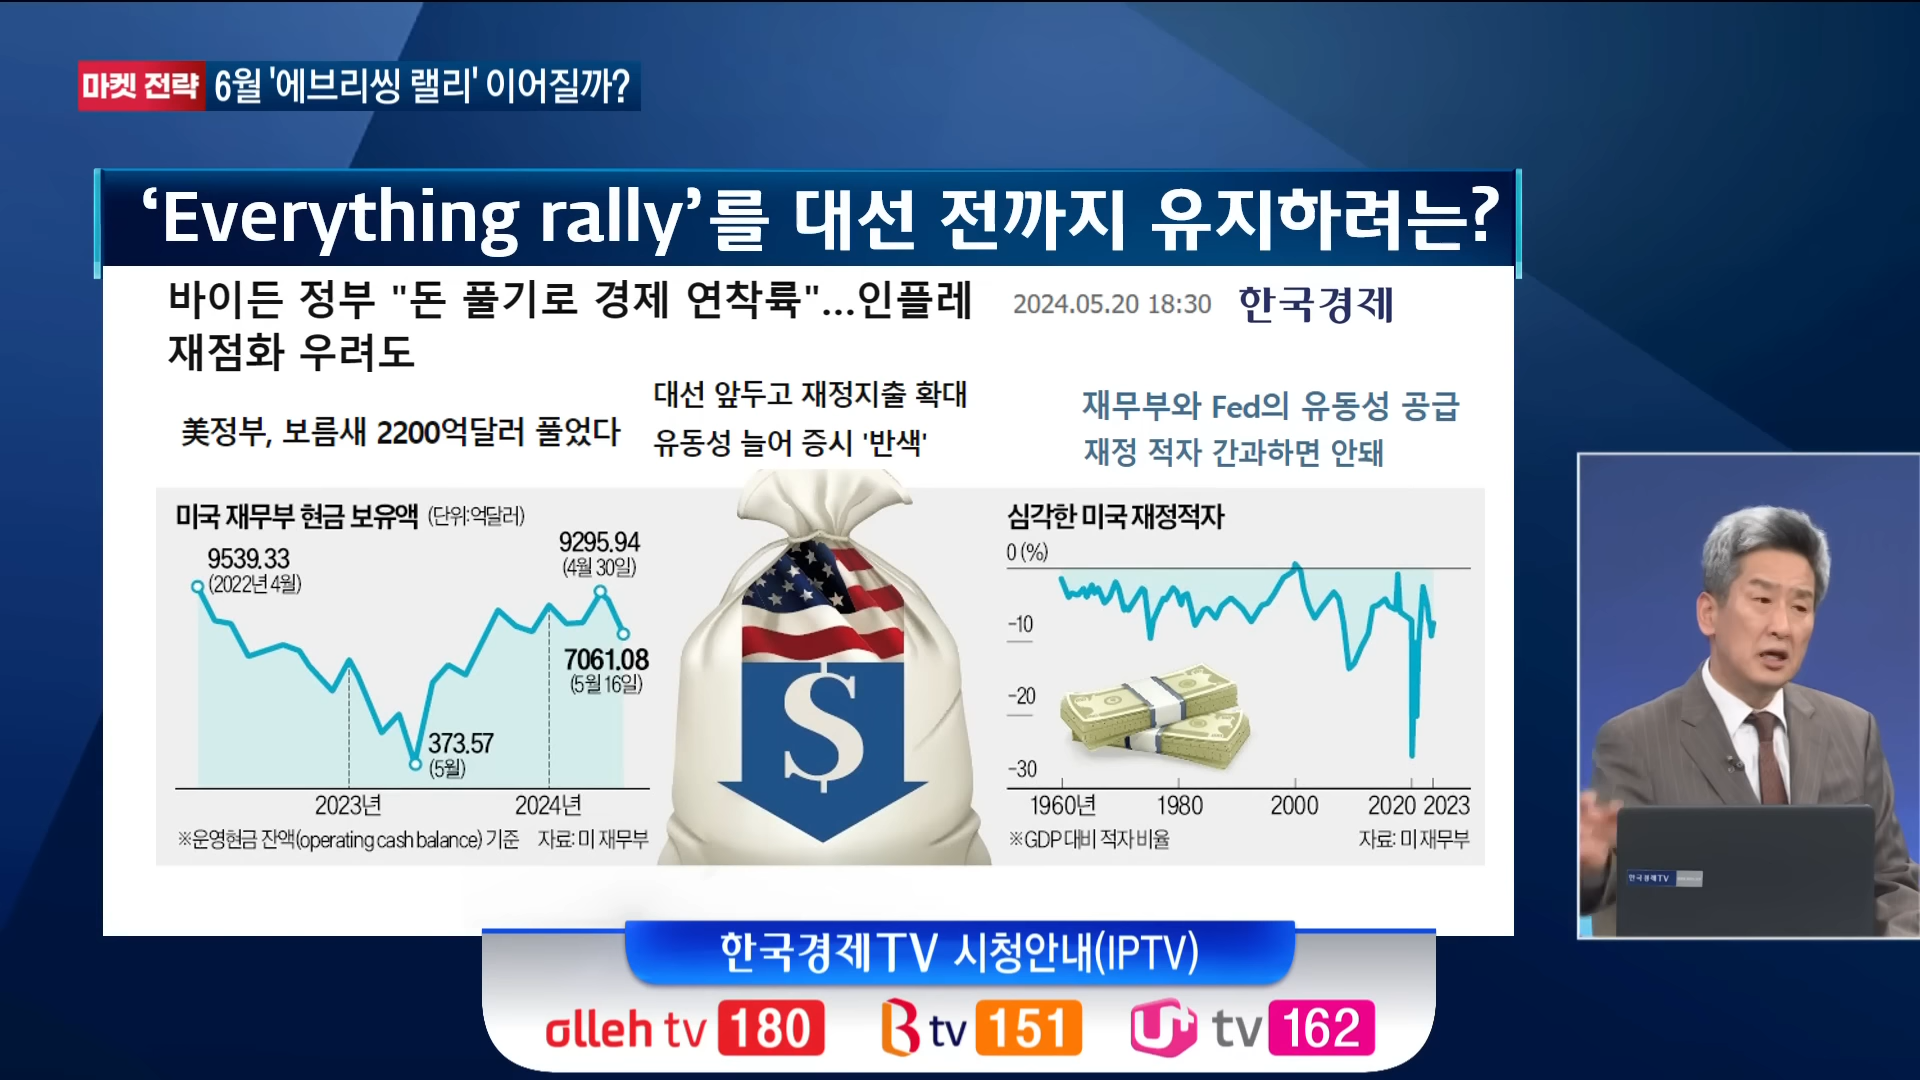 마켓 전략 6월 '에브리씽 랠리' 이어질까?
‘Everything rally’를 대선 전까지 유지하려는?
바이든 정부 "돈 풀기로 경제 연착륙"...인플레
재점화 우려도
2024.05.20 18:30 한국경제
美정부, 보름새 2200억달러 풀었다
대선 앞두고 재정지출 확대
유동성 늘어 증시 '반색'
재무부와 Fed의 유동성 공급
재정 적자 간과하면 안돼
미국 재무부 현금 보유액 (단위:억달러)
9539.33
(2022년 4월)
9295.94
(4월 30일)
7061.08
(5월 16일)
373.57
(5월)
2023년 2024년
※운영현금 잔액(operating cash balance) 기준 자료: 미 재무부
$
심각한 미국 재정적자
0 (%)
-10
-20
-30
1960년 1980 2000 2020 2023
※GDP 대비 적자 비율 자료: 미 재무부
한국경제TV
한국경제TV 시청안내(IPTV)
olleh tv 180 B tv 151 U+ tv 162